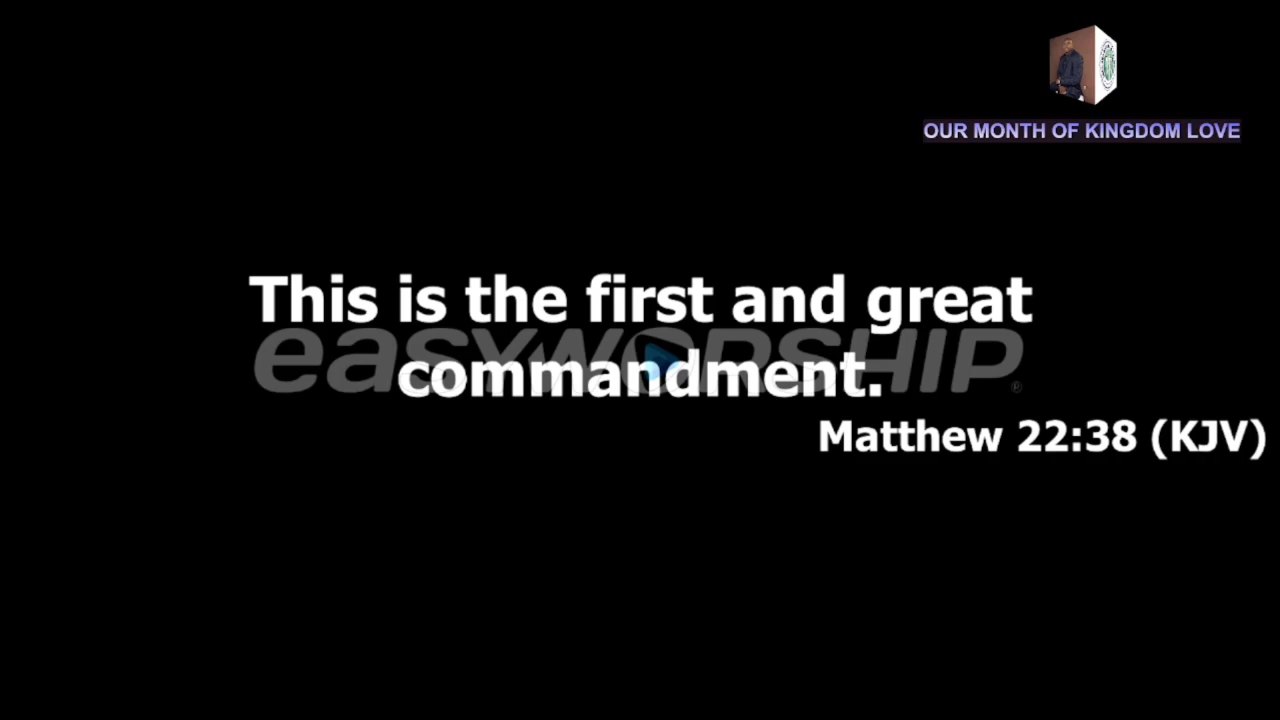 OUR MONTH OF KINGDOM LOVE
This is the first and great
easyworship®
commandment.
Matthew 22:38 (KJV)